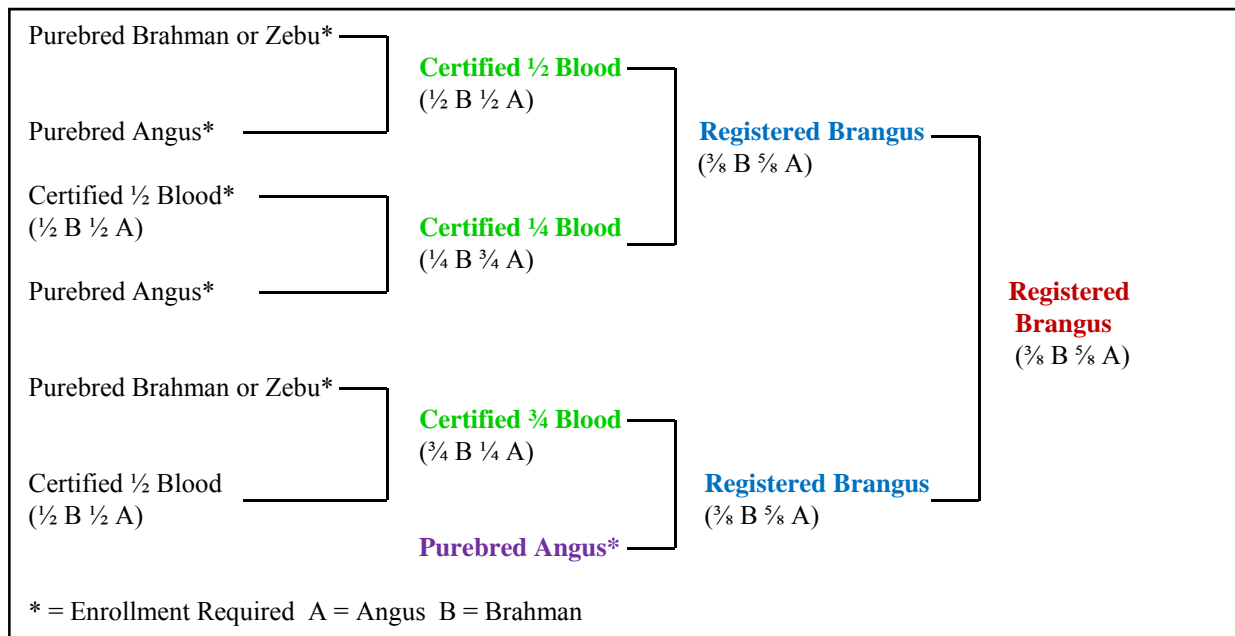 Purebred Brahman or Zebu*
Certified ½ Blood
(½ B ½ A)
Purebred Angus*
Registered Brangus
(⅜ B ⅝ A)
Certified ½ Blood*
(½ B ½ A)
Certified ¼ Blood
(¼ B ¾ A)
Purebred Angus*
Registered
Brangus
(⅜ B ⅝ A)
Purebred Brahman or Zebu*
Certified ¾ Blood
(¾ B ¼ A)
Certified ½ Blood
(½ B ½ A)
Registered Brangus
(⅜ B ⅝ A)
Purebred Angus*
* = Enrollment Required A = Angus B = Brahman